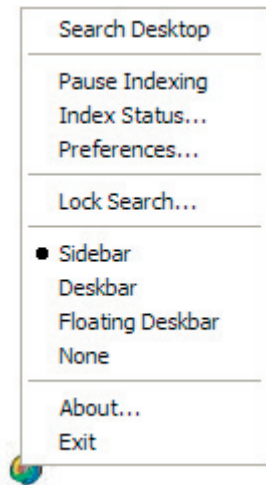 Search Desktop
Pause Indexing
Index Status...
Preferences...
Lock Search...
Sidebar
Deskbar
Floating Deskbar
None
About...
Exit